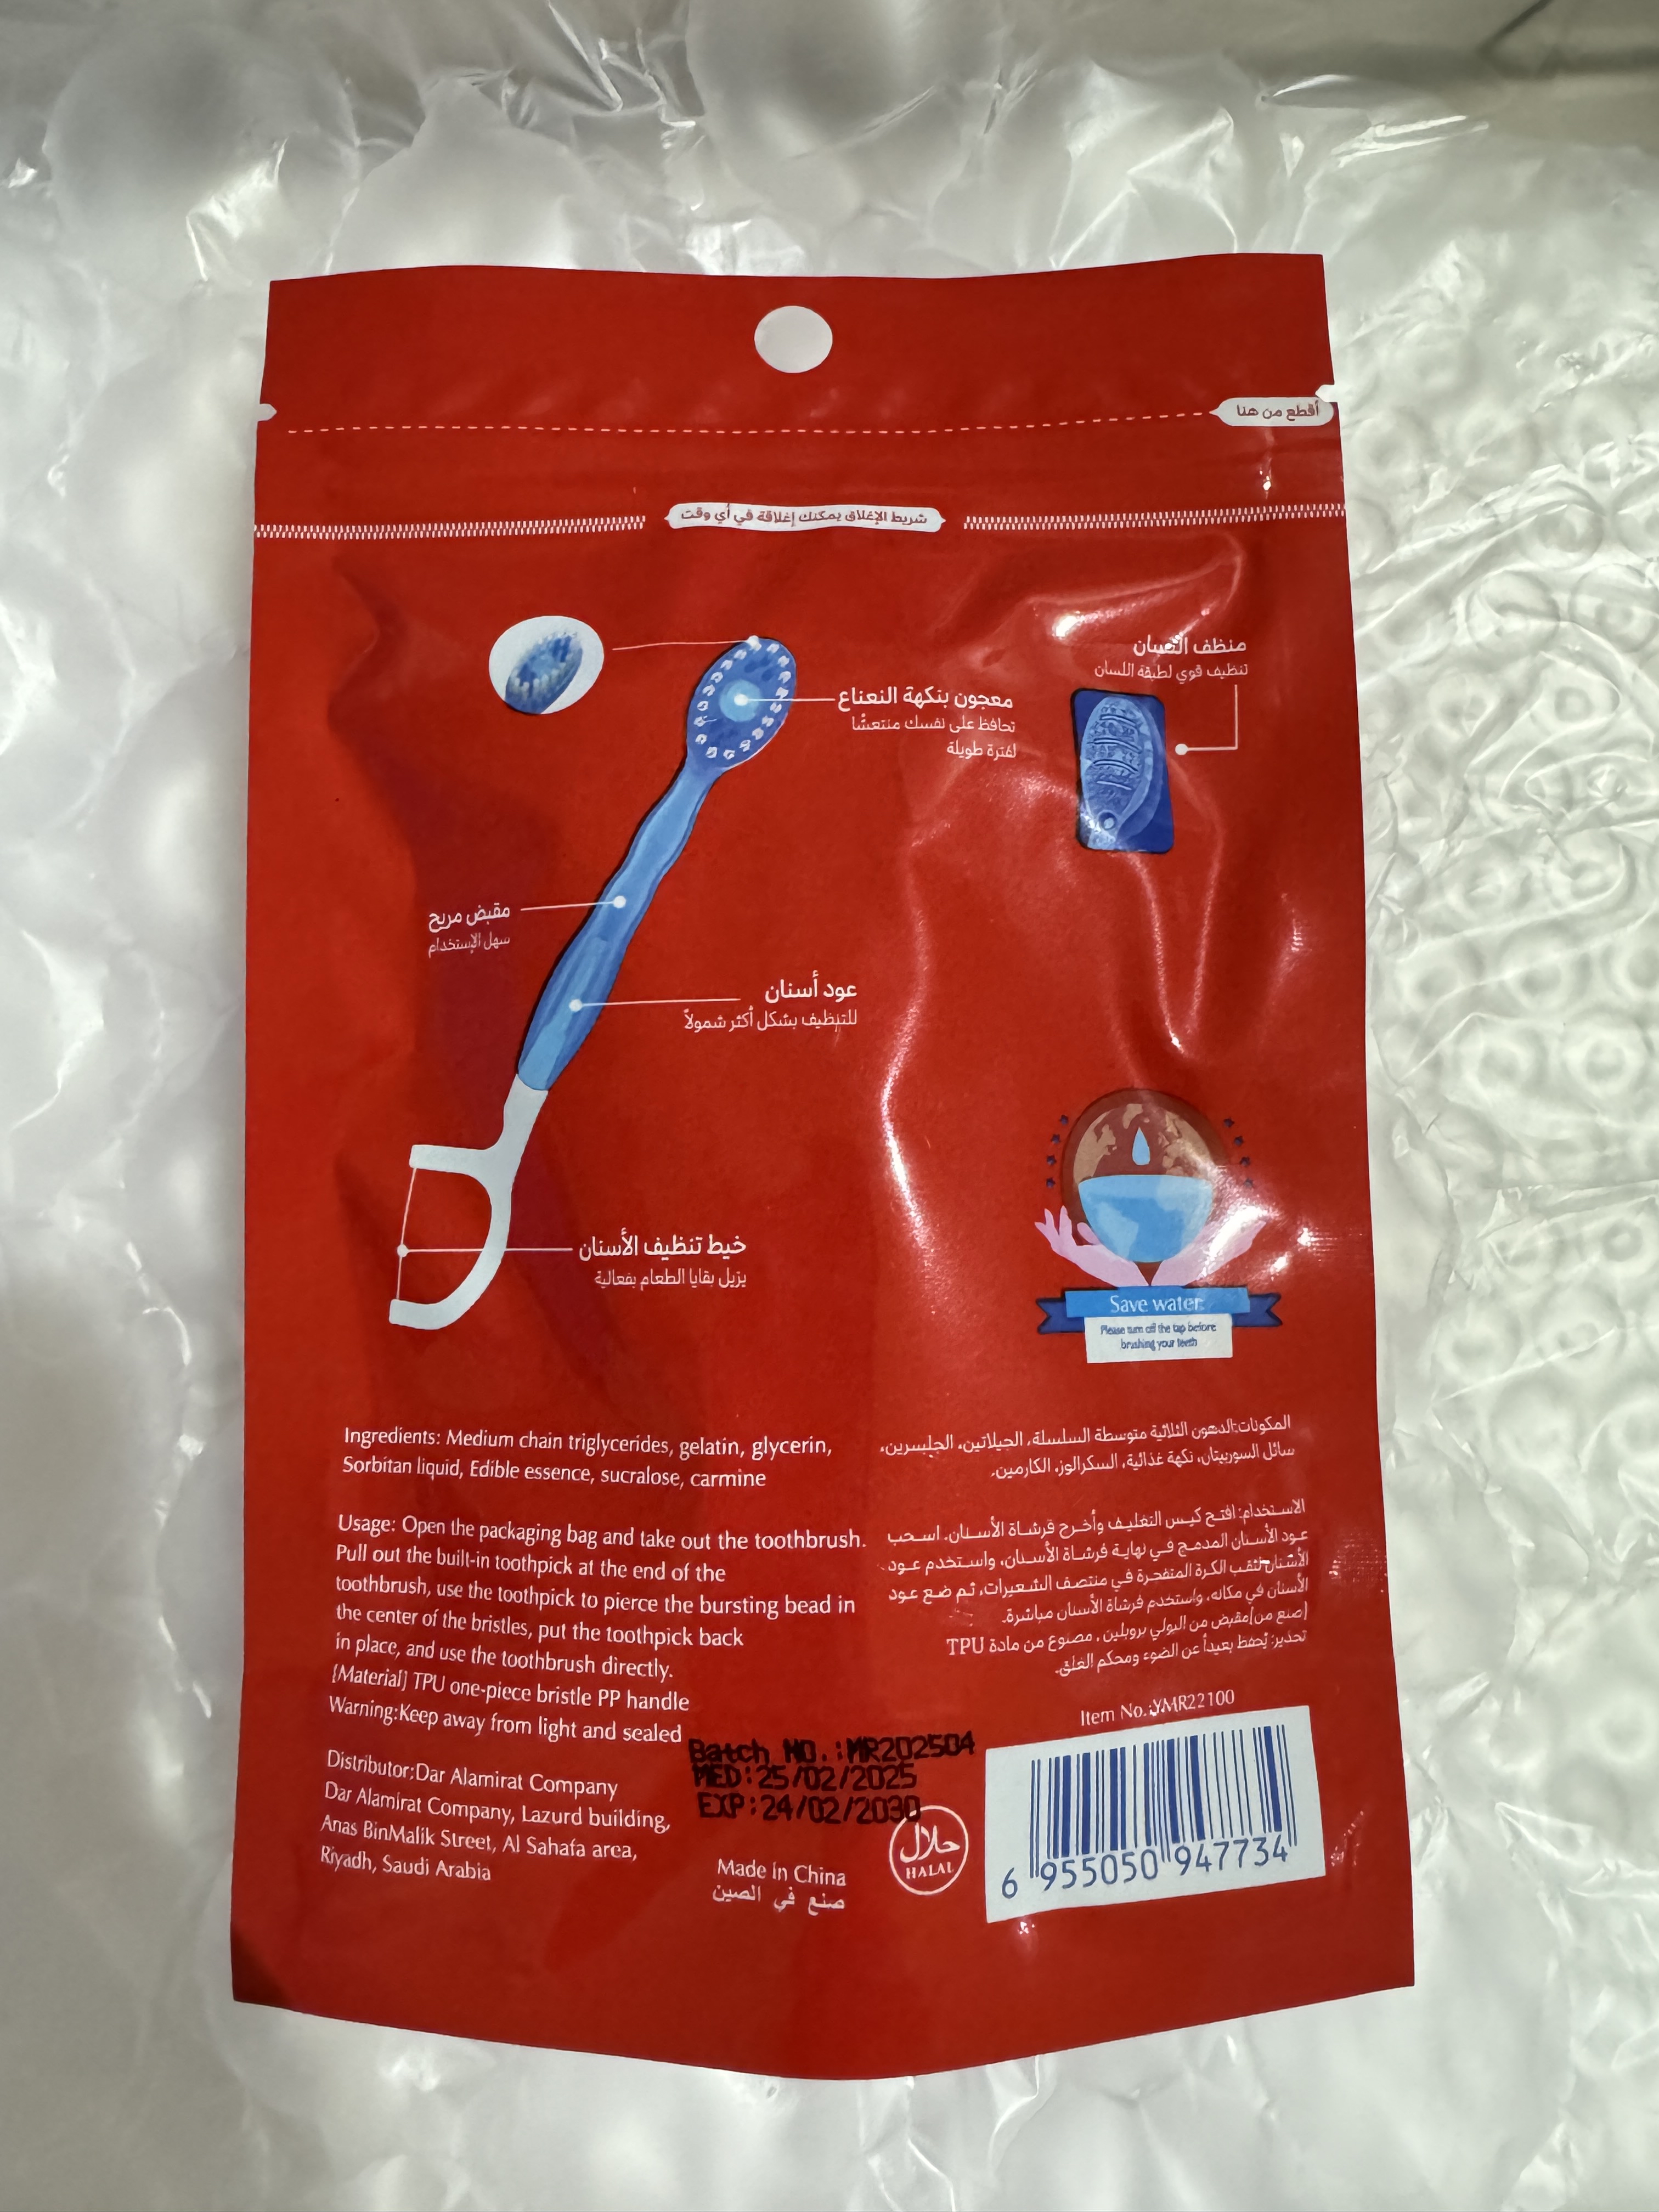 أقطع من هنا
شريط الإغلاق يمكنك إغلاقة في أي وقت
منظف اللسان
تنظيف قوي لطبقة اللسان
معجون بنكهة النعناع
تحافظ على نفسك منتعشًا
لفترة طويلة
مقبض مريح
سهل الإستخدام
عود أسنان
للتنظيف بشكل أكثر شمولاً
خيط تنظيف الأسنان
يزيل بقايا الطعام بفعالية
Save water
Please turn off the tap before
brushing your teeth
Ingredients: Medium chain triglycerides, gelatin, glycerin,
Sorbitan liquid, Edible essence, sucralose, carmine
Usage: Open the packaging bag and take out the toothbrush.
Pull out the built-in toothpick at the end of the
toothbrush, use the toothpick to pierce the bursting bead in
the center of the bristles, put the toothpick back
in place, and use the toothbrush directly.
[Material] TPU one-piece bristle PP handle
Warning:Keep away from light and sealed
Distributor:Dar Alamirat Company
Dar Alamirat Company, Lazurd building,
Anas BinMalik Street, Al Sahafa area,
Riyadh, Saudi Arabia
المكونات:الدهون الثلاثية متوسطة السلسلة، الجيلاتين، الجلسرين،
سائل السوربيتان، نكهة غذائية، السكرالوز، الكارمين.
الاستخدام: افتح كيس التغليف وأخرج فرشاة الأسنان. اسحب
عود الأسنان المدمج في نهاية فرشاة الأسنان، واستخدم عود
الأسنان لثقب الكرة المتفجرة في منتصف الشعيرات، ثم ضع عود
الأسنان في مكانه، واستخدم فرشاة الأسنان مباشرة.
[صنع من]مقبض من البولي بروبلين ، مصنوع من مادة TPU
تحذير: يُحفظ بعيداً عن الضوء ومحكم الغلق.
Item No.:YMR22100
Batch NO.:MR202504
MED:25/02/2025
EXP:24/02/2030
Made In China
صنع في الصين
حلال
HALAL
6 955050 947734